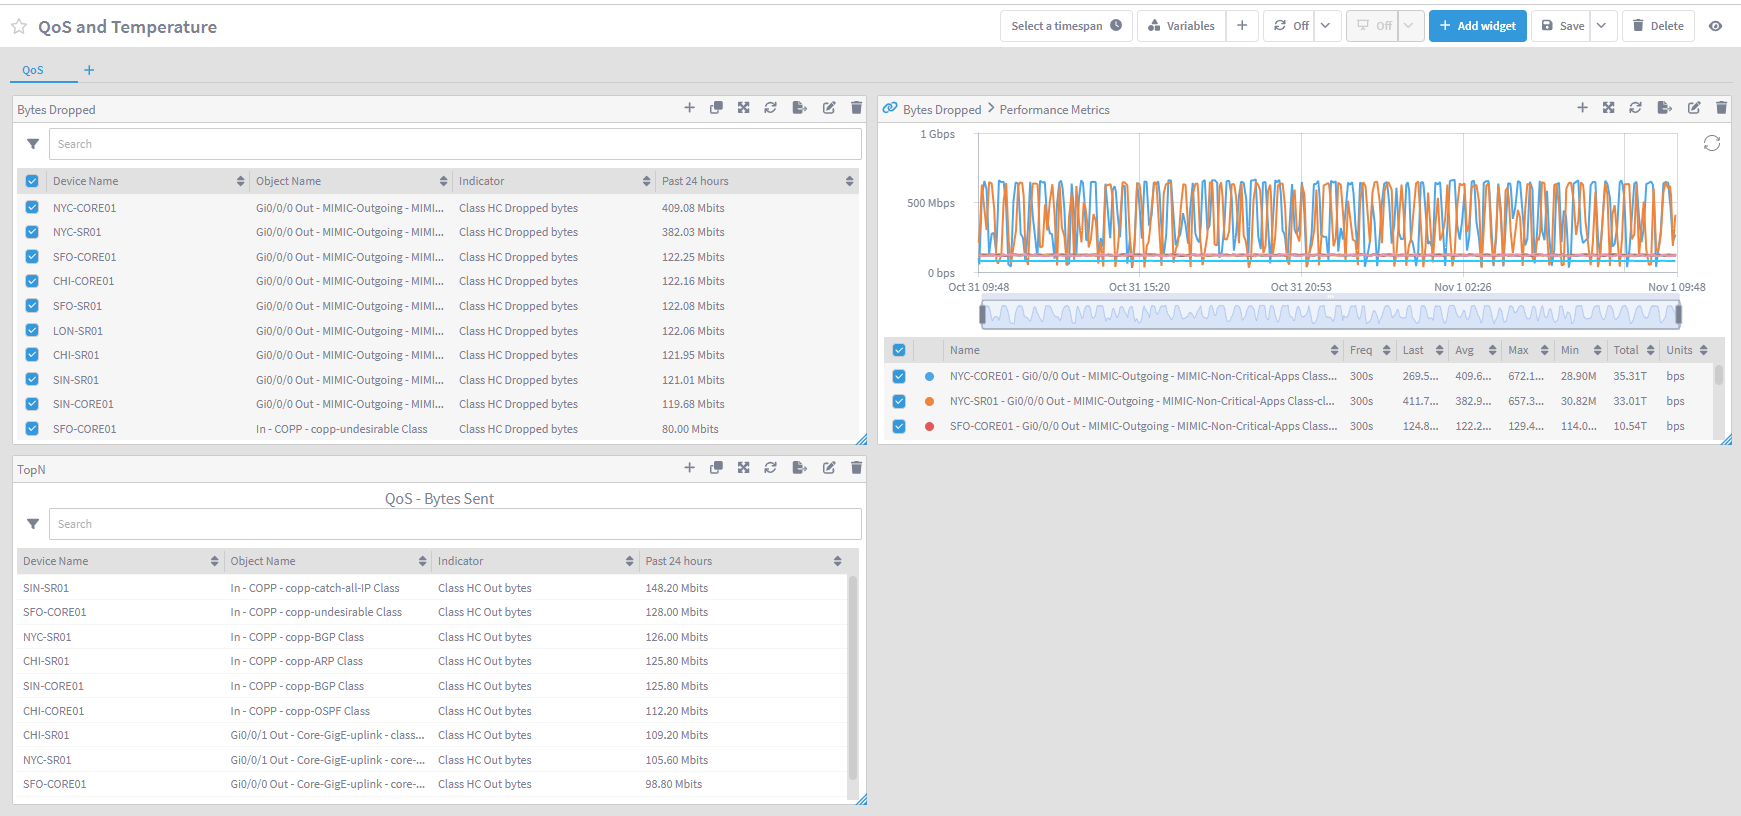 QoS and Temperature
Select a timespan
Variables
Off
Off
Add widget
Save
Delete
QoS
Bytes Dropped
Search
Device Name Object Name Indicator Past 24 hours
NYC-CORE01 Gi0/0/0 Out - MIMIC-Outgoing - MIMI... Class HC Dropped bytes 409.08 Mbits
NYC-SR01 Gi0/0/0 Out - MIMIC-Outgoing - MIMI... Class HC Dropped bytes 382.03 Mbits
SFO-CORE01 Gi0/0/0 Out - MIMIC-Outgoing - MIMI... Class HC Dropped bytes 122.25 Mbits
CHI-CORE01 Gi0/0/0 Out - MIMIC-Outgoing - MIMI... Class HC Dropped bytes 122.16 Mbits
SFO-SR01 Gi0/0/0 Out - MIMIC-Outgoing - MIMI... Class HC Dropped bytes 122.08 Mbits
LON-SR01 Gi0/0/0 Out - MIMIC-Outgoing - MIMI... Class HC Dropped bytes 122.06 Mbits
CHI-SR01 Gi0/0/0 Out - MIMIC-Outgoing - MIMI... Class HC Dropped bytes 121.95 Mbits
SIN-SR01 Gi0/0/0 Out - MIMIC-Outgoing - MIMI... Class HC Dropped bytes 121.01 Mbits
SIN-CORE01 Gi0/0/0 Out - MIMIC-Outgoing - MIMI... Class HC Dropped bytes 119.68 Mbits
SFO-CORE01 In - COPP - copp-undesirable Class Class HC Dropped bytes 80.00 Mbits
Bytes Dropped > Performance Metrics
1 Gbps
500 Mbps
0 bps
Oct 31 09:48 Oct 31 15:20 Oct 31 20:53 Nov 1 02:26 Nov 1 09:48
Name Freq Last Avg Max Min Total Units
NYC-CORE01 - Gi0/0/0 Out - MIMIC-Outgoing - MIMIC-Non-Critical-Apps Class... 300s 269.5... 409.6... 672.1... 28.90M 35.31T bps
NYC-SR01 - Gi0/0/0 Out - MIMIC-Outgoing - MIMIC-Non-Critical-Apps Class-cl... 300s 411.7... 382.9... 657.3... 30.82M 33.01T bps
SFO-CORE01 - Gi0/0/0 Out - MIMIC-Outgoing - MIMIC-Non-Critical-Apps Class... 300s 124.8... 122.2... 129.4... 114.0... 10.54T bps
TopN
QoS - Bytes Sent
Search
Device Name Object Name Indicator Past 24 hours
SIN-SR01 In - COPP - copp-catch-all-IP Class Class HC Out bytes 148.20 Mbits
SFO-CORE01 In - COPP - copp-undesirable Class Class HC Out bytes 128.00 Mbits
NYC-SR01 In - COPP - copp-BGP Class Class HC Out bytes 126.00 Mbits
CHI-SR01 In - COPP - copp-ARP Class Class HC Out bytes 125.80 Mbits
SIN-CORE01 In - COPP - copp-BGP Class Class HC Out bytes 125.80 Mbits
CHI-CORE01 In - COPP - copp-OSPF Class Class HC Out bytes 112.20 Mbits
CHI-SR01 Gi0/0/1 Out - Core-GigE-uplink - class... Class HC Out bytes 109.20 Mbits
NYC-SR01 Gi0/0/1 Out - Core-GigE-uplink - core-... Class HC Out bytes 105.60 Mbits
SFO-CORE01 Gi0/0/0 Out - Core-GigE-uplink - core-... Class HC Out bytes 98.80 Mbits